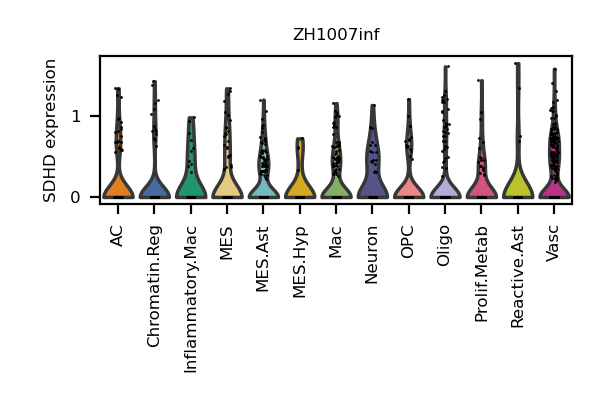 ZH1007inf
SDHD expression
1
0
AC
Chromatin.Reg
Inflammatory.Mac
MES
MES.Ast
MES.Hyp
Mac
Neuron
OPC
Oligo
Prolif.Metab
Reactive.Ast
Vasc